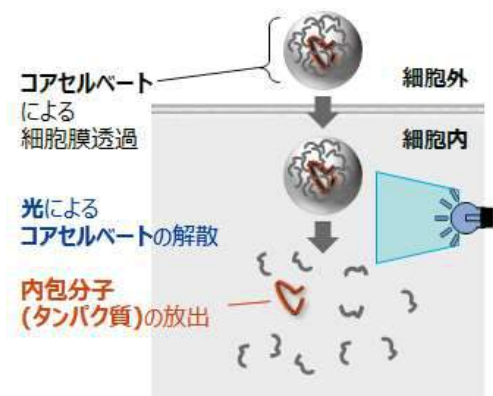 細胞外
コアセルベート
による
細胞膜透過
細胞内
光による
コアセルベートの解散
内包分子
(タンパク質)の放出